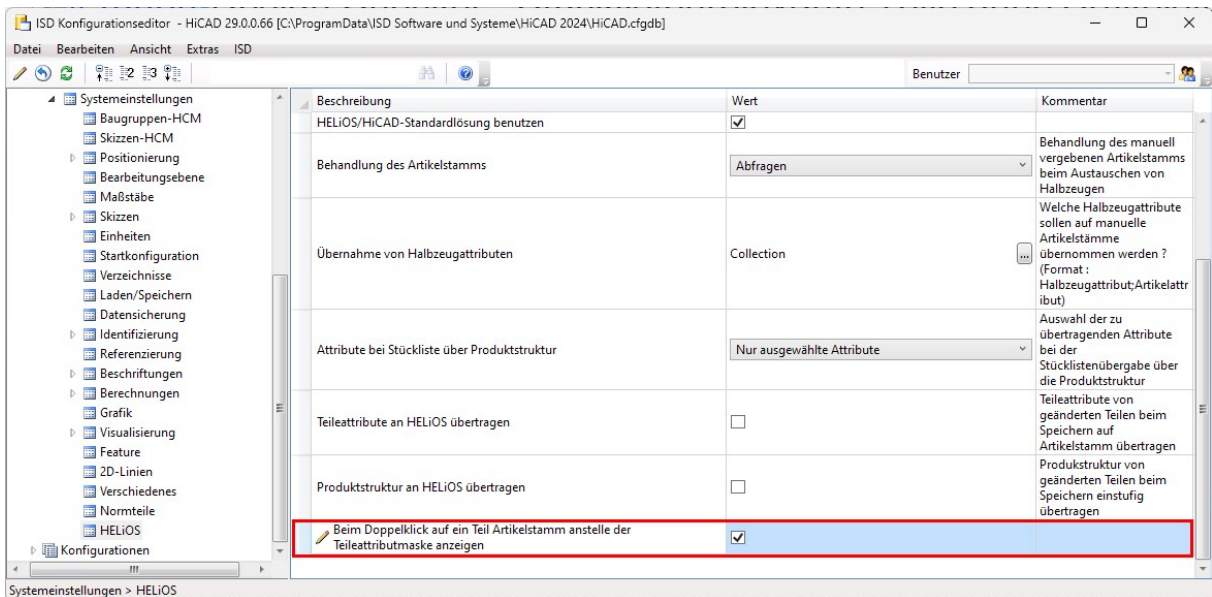 ISD Konfigurationseditor - HiCAD 29.0.0.66 [C:\ProgramData\ISD Software und Systeme\HiCAD 2024\HiCAD.cfgdb]
Datei Bearbeiten Ansicht Extras ISD
Benutzer
Systemeinstellungen
Baugruppen-HCM
Skizzen-HCM
Positionierung
Bearbeitungsebene
Maßstäbe
Skizzen
Einheiten
Startkonfiguration
Verzeichnisse
Laden/Speichern
Datensicherung
Identifizierung
Referenzierung
Beschriftungen
Berechnungen
Grafik
Visualisierung
Feature
2D-Linien
Verschiedenes
Normteile
HELiOS
Konfigurationen
Beschreibung Wert Kommentar
HELiOS/HiCAD-Standardlösung benutzen
Behandlung des Artikelstamms
Abfragen
Behandlung des manuell
vergebenen Artikelstamms
beim Austauschen von
Halbzeugen
Übernahme von Halbzeugattributen
Collection
...
Welche Halbzeugattribute
sollen auf manuelle
Artikelstämme
übernommen werden ?
(Format :
Halbzeugattribut;Artikelattr
ibut)
Attribute bei Stückliste über Produktstruktur
Nur ausgewählte Attribute
Auswahl der zu
übertragenden Attribute
bei der
Stücklistenübergabe über
die Produktstruktur
Teileattribute an HELiOS übertragen
Teileattribute von
geänderten Teilen beim
Speichern auf
Artikelstamm übertragen
Produktstruktur an HELiOS übertragen
Produkstruktur von
geänderten Teilen beim
Speichern einstufig
übertragen
Beim Doppelklick auf ein Teil Artikelstamm anstelle der
Teileattributmaske anzeigen
Systemeinstellungen > HELiOS